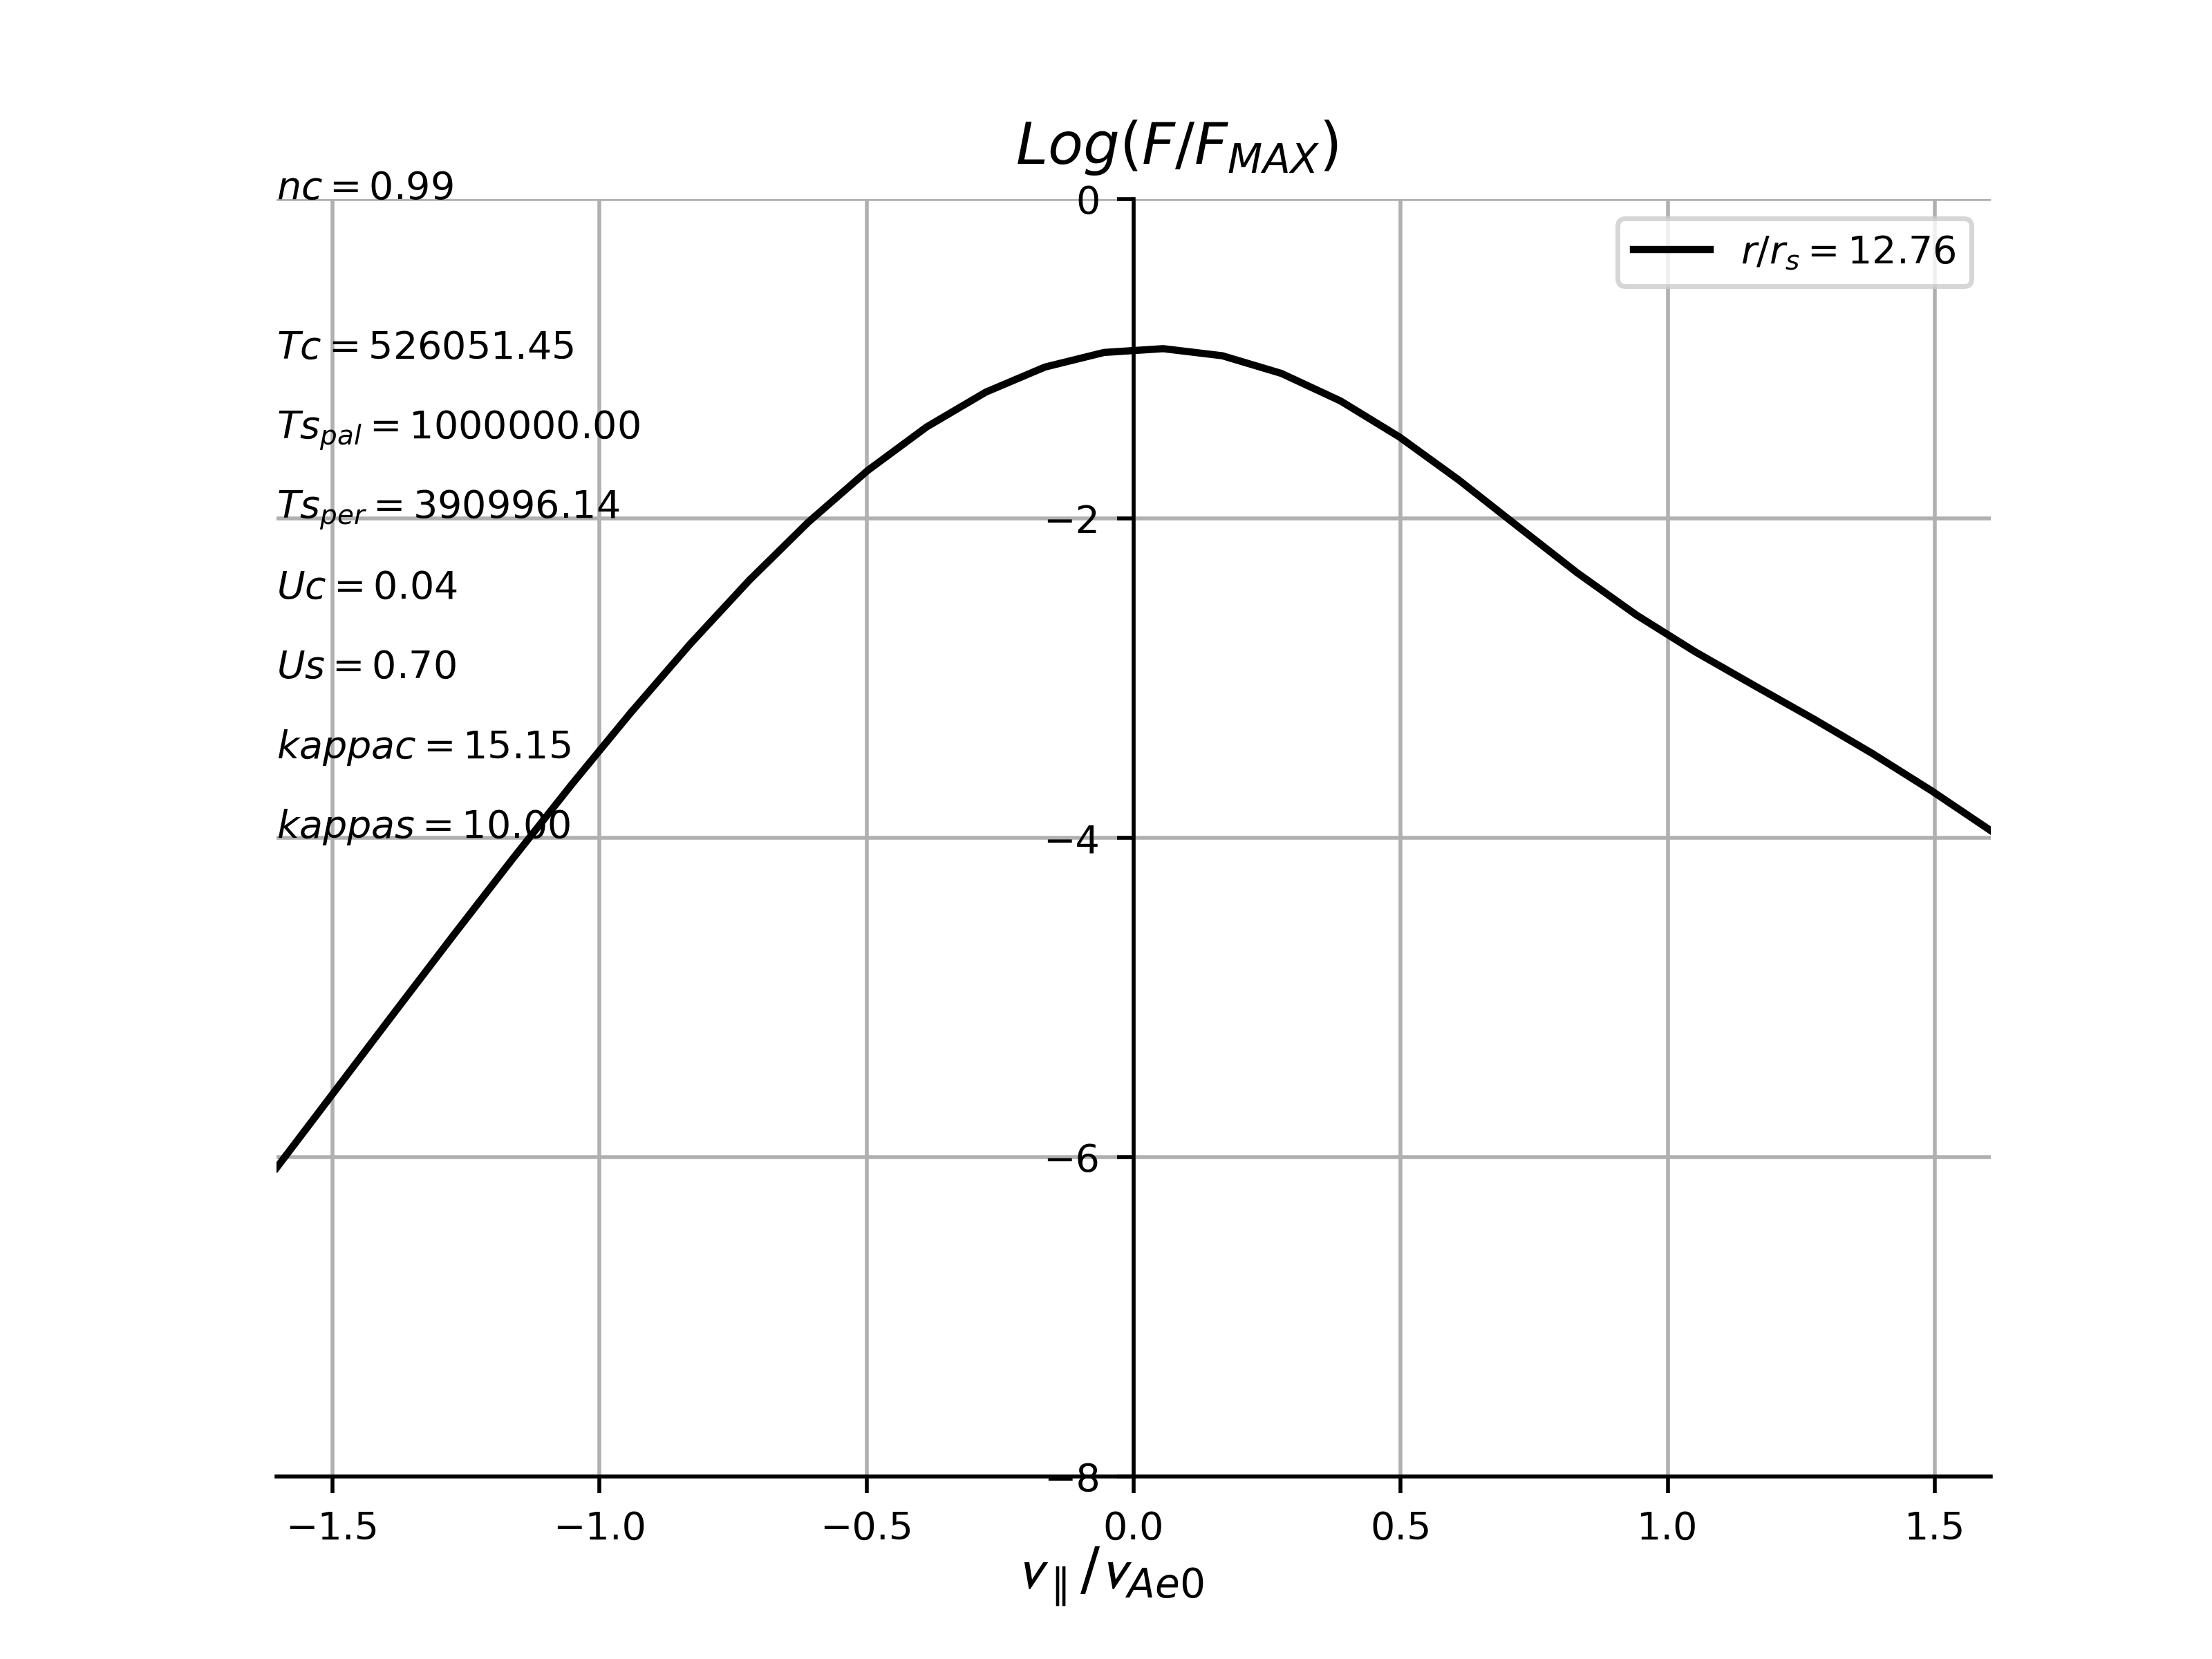 Log(F/F_MAX)
nc = 0.99
0
r/r_s = 12.76
Tc = 526051.45
Ts_pal = 1000000.00
Ts_per = 390996.14
−2
Uc = 0.04
Us = 0.70
kappac = 15.15
kappas = 10.00
−4
−6
−8
−1.5 −1.0 −0.5 0.0 0.5 1.0 1.5
v_∥/v_Ae0